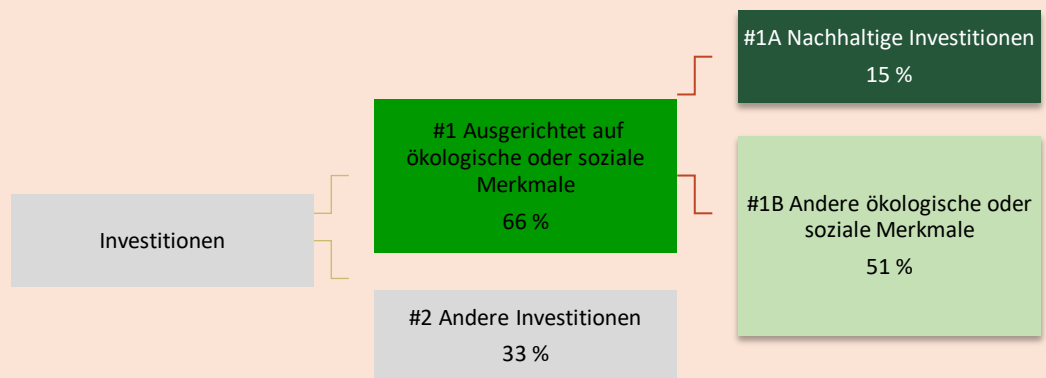 Investitionen
#1 Ausgerichtet auf
ökologische oder soziale
Merkmale
66 %
#2 Andere Investitionen
33 %
#1A Nachhaltige Investitionen
15 %
#1B Andere ökologische oder
soziale Merkmale
51 %